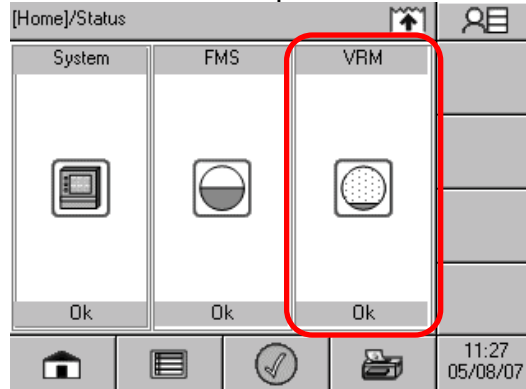 [Home]/Status
System FMS VRM
Ok Ok Ok
11:27
05/08/07